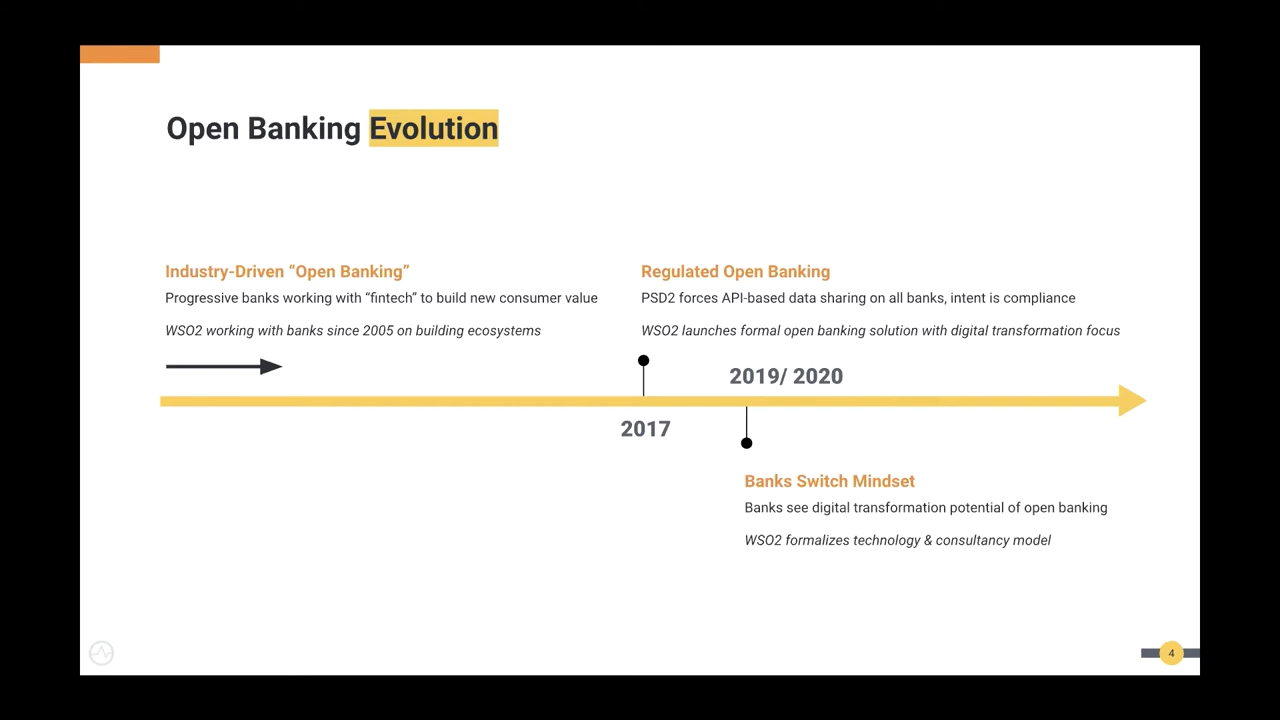 Open Banking Evolution
Industry-Driven “Open Banking”
Progressive banks working with “fintech” to build new consumer value
WSO2 working with banks since 2005 on building ecosystems
Regulated Open Banking
PSD2 forces API-based data sharing on all banks, intent is compliance
WSO2 launches formal open banking solution with digital transformation focus
2019/ 2020
2017
Banks Switch Mindset
Banks see digital transformation potential of open banking
WSO2 formalizes technology & consultancy model
4